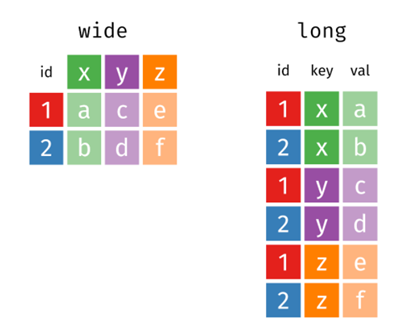 wide
id x y z
1 a c e
2 b d f
long
id key val
1 x a
2 x b
1 y c
2 y d
1 z e
2 z f